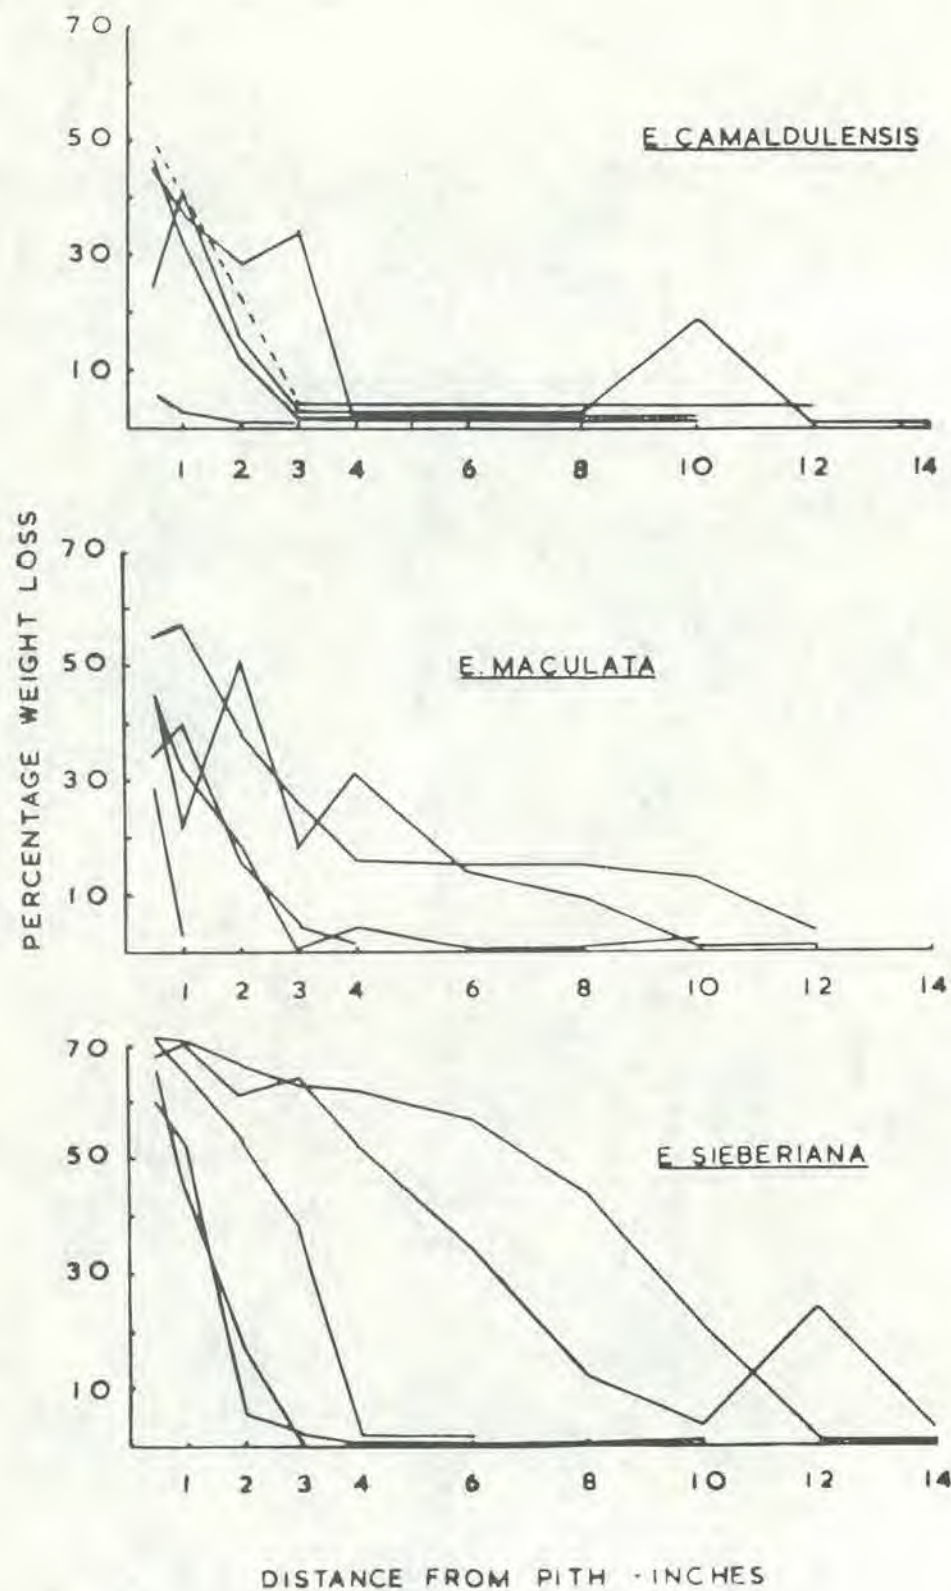 70
50
30
10
E. CAMALDULENSIS
1 2 3 4 6 8 10 12 14
PERCENTAGE WEIGHT LOSS
70
50
30
10
E. MACULATA
1 2 3 4 6 8 10 12 14
70
50
30
10
E SIEBERIANA
1 2 3 4 6 8 10 12 14
DISTANCE FROM PITH - INCHES